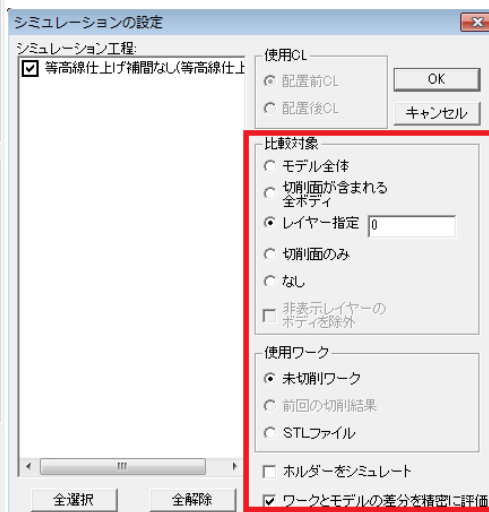 シミュレーションの設定
シミュレーション工程:
等高線仕上げ補間なし(等高線仕上
全選択
全解除
使用CL
配置前CL
配置後CL
OK
キャンセル
比較対象
モデル全体
切削面が含まれる
全ボディ
レイヤー指定 0
切削面のみ
なし
非表示レイヤーの
ボディを除外
使用ワーク
未切削ワーク
前回の切削結果
STLファイル
ホルダーをシミュレート
ワークとモデルの差分を精密に評価